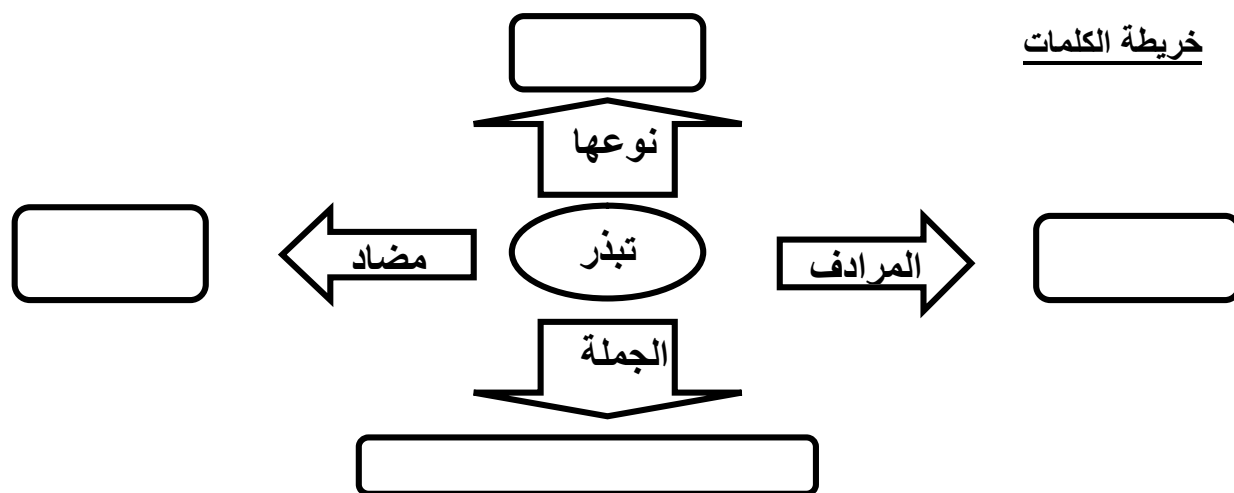 خريطة الكلمات
نوعها
المرادف
تبذر
مضاد
الجملة